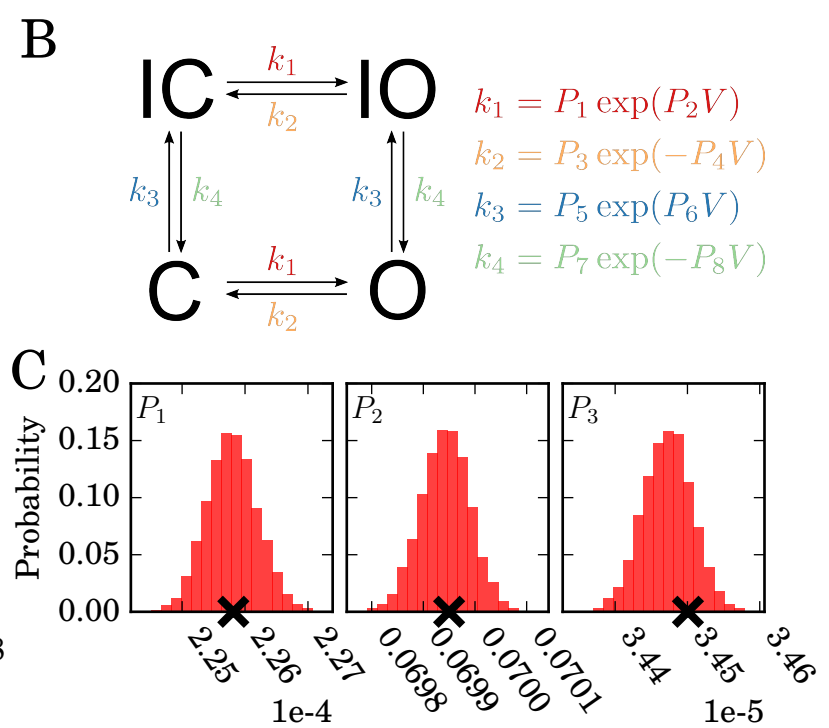 B
IC k₁ IO
k₂
k₁ = P₁ exp(P₂V)
k₂ = P₃ exp(−P₄V)
k₃ = P₅ exp(P₆V)
k₄ = P₇ exp(−P₈V)
k₃ k₄ k₃ k₄
C k₁ O
k₂
C
Probability
0.20
0.15
0.10
0.05
0.00
P₁
2.25 2.26 2.27
1e-4
P₂
0.0698 0.0699 0.0700 0.0701
P₃
3.44 3.45 3.46
1e-5